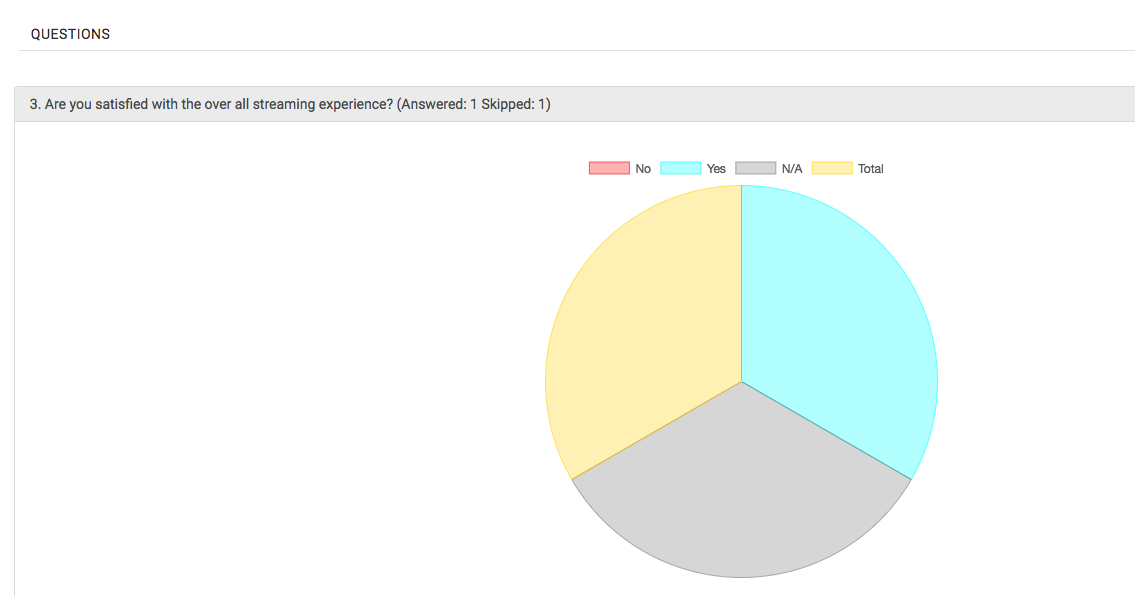 QUESTIONS
3. Are you satisfied with the over all streaming experience? (Answered: 1 Skipped: 1)
No Yes N/A Total